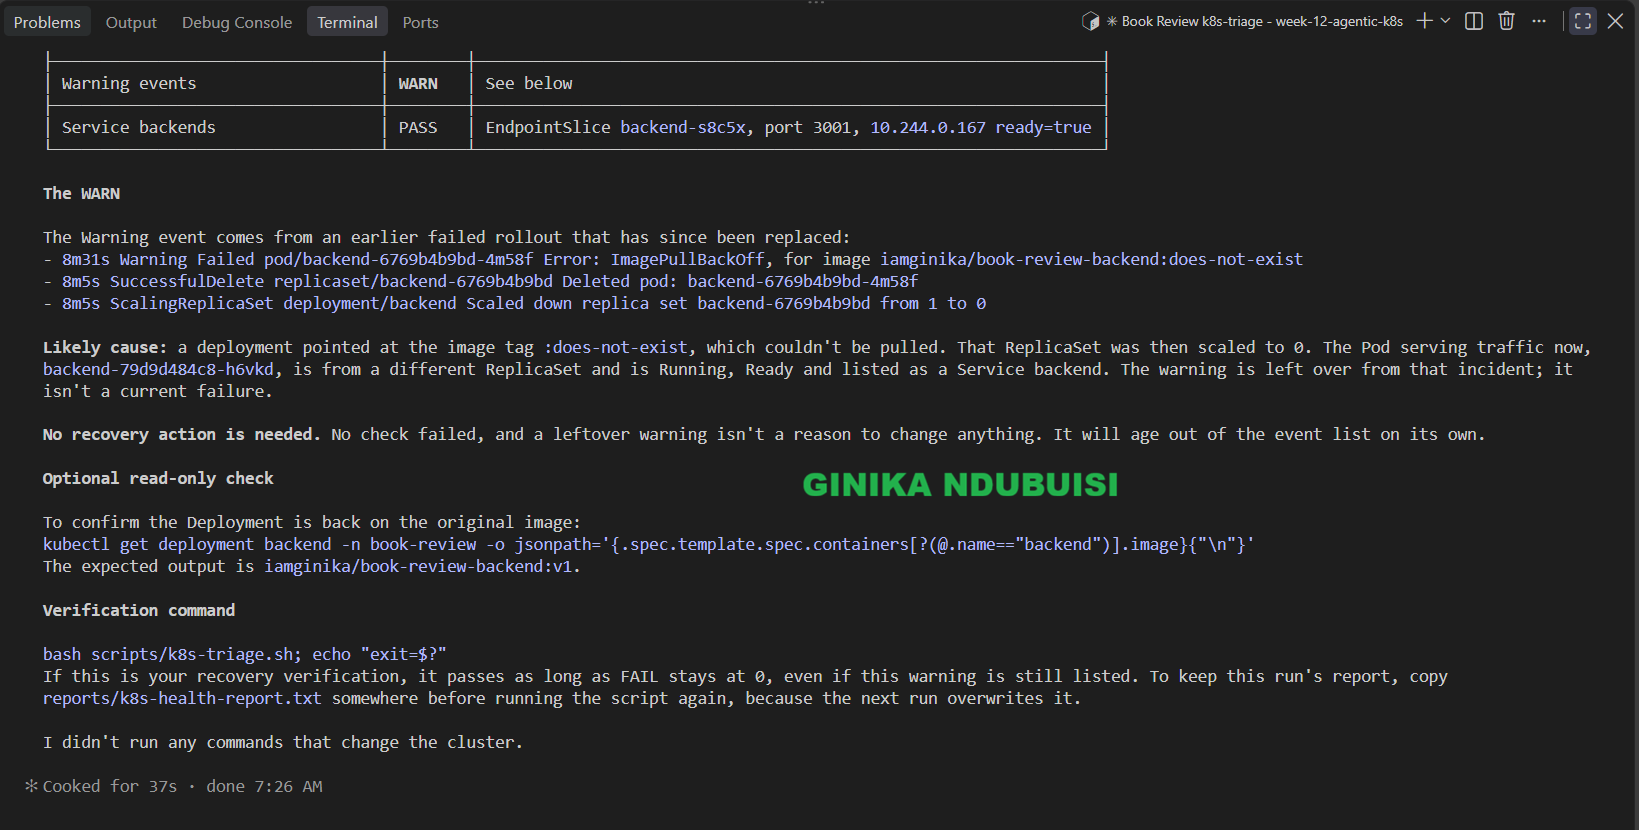 Problems Output Debug Console Terminal Ports
Book Review k8s-triage - week-12-agentic-k8s
Warning events WARN See below
Service backends PASS EndpointSlice backend-s8c5x, port 3001, 10.244.0.167 ready=true
The WARN
The Warning event comes from an earlier failed rollout that has since been replaced:
- 8m31s Warning Failed pod/backend-6769b4b9bd-4m58f Error: ImagePullBackOff, for image iamginika/book-review-backend:does-not-exist
- 8m5s SuccessfulDelete replicaset/backend-6769b4b9bd Deleted pod: backend-6769b4b9bd-4m58f
- 8m5s ScalingReplicaSet deployment/backend Scaled down replica set backend-6769b4b9bd from 1 to 0
Likely cause: a deployment pointed at the image tag :does-not-exist, which couldn't be pulled. That ReplicaSet was then scaled to 0. The Pod serving traffic now,
backend-79d9d484c8-h6vkd, is from a different ReplicaSet and is Running, Ready and listed as a Service backend. The warning is left over from that incident; it
isn't a current failure.
No recovery action is needed. No check failed, and a leftover warning isn't a reason to change anything. It will age out of the event list on its own.
Optional read-only check
GINIKA NDUBUISI
To confirm the Deployment is back on the original image:
kubectl get deployment backend -n book-review -o jsonpath='{.spec.template.spec.containers[?(@.name=="backend")].image}{"\n"}'
The expected output is iamginika/book-review-backend:v1.
Verification command
bash scripts/k8s-triage.sh; echo "exit=$?"
If this is your recovery verification, it passes as long as FAIL stays at 0, even if this warning is still listed. To keep this run's report, copy
reports/k8s-health-report.txt somewhere before running the script again, because the next run overwrites it.
I didn't run any commands that change the cluster.
Cooked for 37s · done 7:26 AM